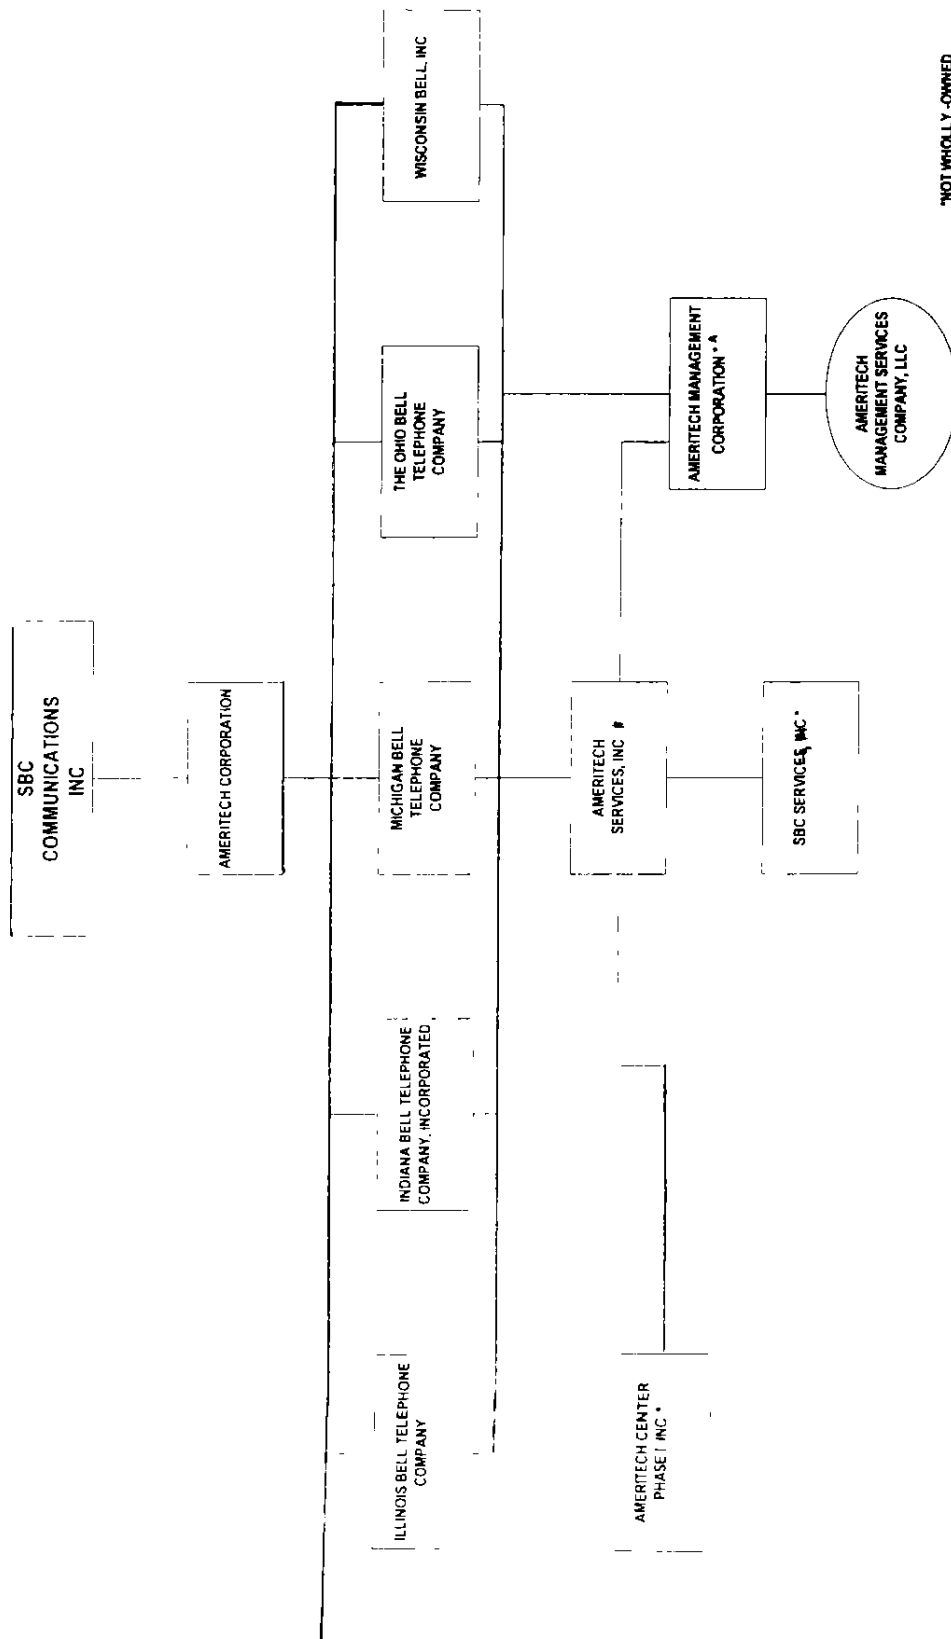 SBC
COMMUNICATIONS
INC
AMERITECH CORPORATION
ILLINOIS BELL TELEPHONE
COMPANY
INDIANA BELL TELEPHONE
COMPANY, INCORPORATED
MICHIGAN BELL
TELEPHONE
COMPANY
THE OHIO BELL
TELEPHONE
COMPANY
WISCONSIN BELL, INC
AMERITECH CENTER
PHASE I INC *
AMERITECH
SERVICES, INC #
AMERITECH MANAGEMENT
CORPORATION * A
SBC SERVICES, INC *
AMERITECH
MANAGEMENT SERVICES
COMPANY, LLC
*NOT WHOLLY-OWNED